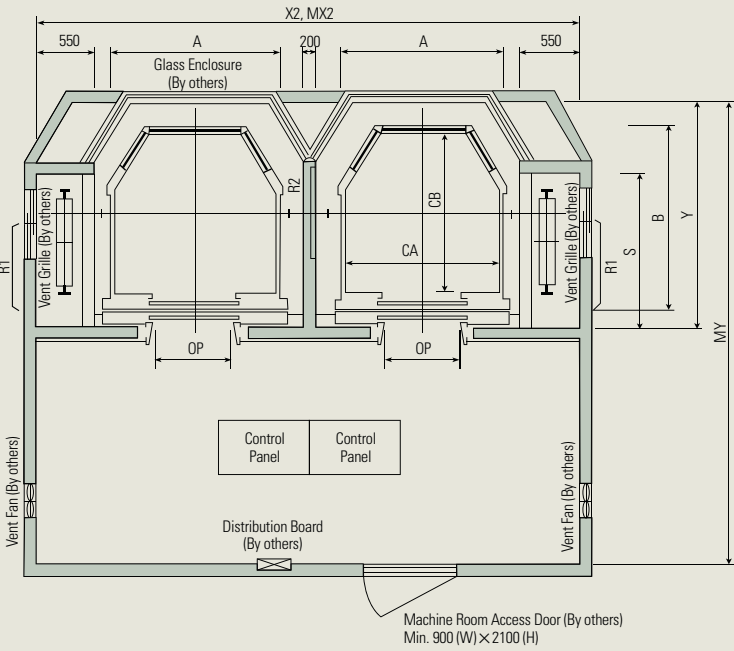 X2, MX2
550
A
200
A
550
Glass Enclosure
(By others)
R2
CB
CA
B
Y
S
MY
R1
Vent Grille (By others)
Vent Grille (By others)
R1
OP
OP
Control
Panel
Control
Panel
Vent Fan (By others)
Vent Fan (By others)
Distribution Board
(By others)
Machine Room Access Door (By others)
Min. 900 (W)×2100 (H)